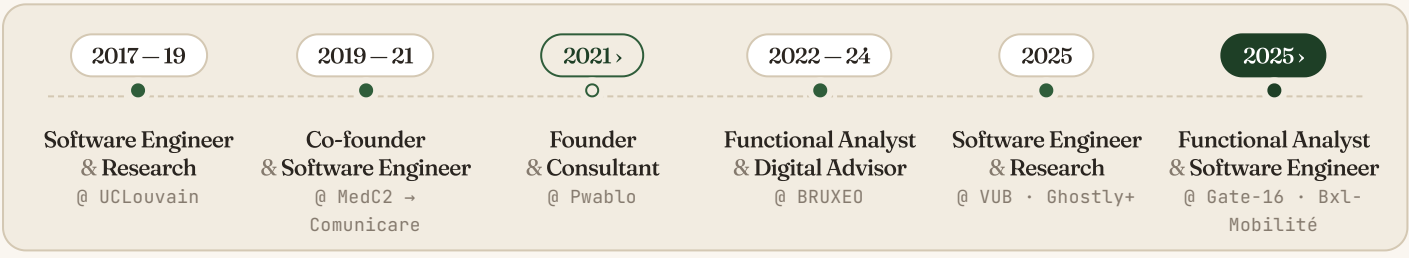 2017 — 19
Software Engineer
& Research
@ UCLouvain
2019 — 21
Co-founder
& Software Engineer
@ MedC2 →
Comunicare
2021 ›
Founder
& Consultant
@ Pwablo
2022 — 24
Functional Analyst
& Digital Advisor
@ BRUXEO
2025
Software Engineer
& Research
@ VUB · Ghostly+
2025 ›
Functional Analyst
& Software Engineer
@ Gate-16 · Bxl-
Mobilité